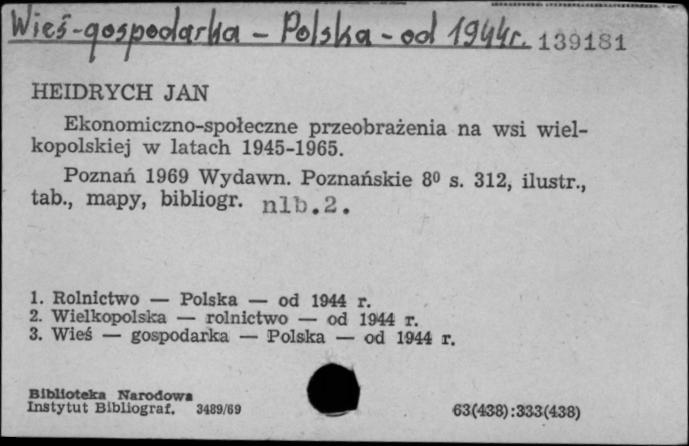 Wieś-gospodarka - Polska - od 1944r. 139181
HEIDRYCH JAN
Ekonomiczno-społeczne przeobrażenia na wsi wiel-
kopolskiej w latach 1945-1965.
Poznań 1969 Wydawn. Poznańskie 8⁰ s. 312, ilustr.,
tab., mapy, bibliogr. nlb.2.
1. Rolnictwo — Polska — od 1944 r.
2. Wielkopolska — rolnictwo — od 1944 r.
3. Wieś — gospodarka — Polska — od 1944 r.
Biblioteka Narodowa
Instytut Bibliograf. 3489/69 63(438):333(438)